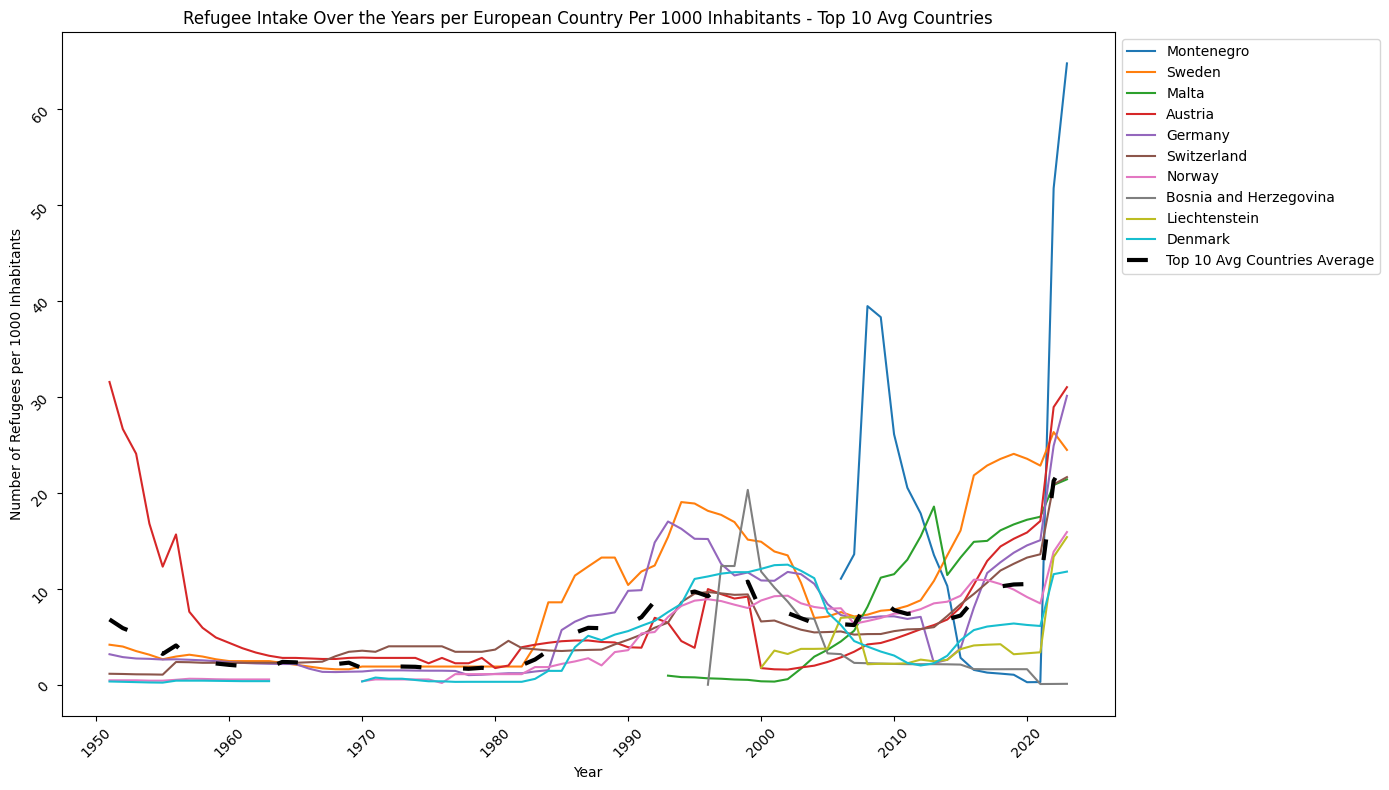 Refugee Intake Over the Years per European Country Per 1000 Inhabitants - Top 10 Avg Countries
Number of Refugees per 1000 Inhabitants
60
50
40
30
20
10
0
1950
1960
1970
1980
1990
2000
2010
2020
Year
Montenegro
Sweden
Malta
Austria
Germany
Switzerland
Norway
Bosnia and Herzegovina
Liechtenstein
Denmark
Top 10 Avg Countries Average